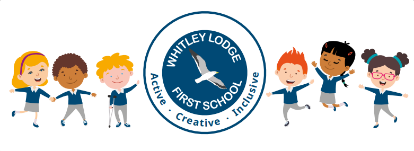 WHITLEY LODGE
FIRST SCHOOL
Active · Creative · Inclusive